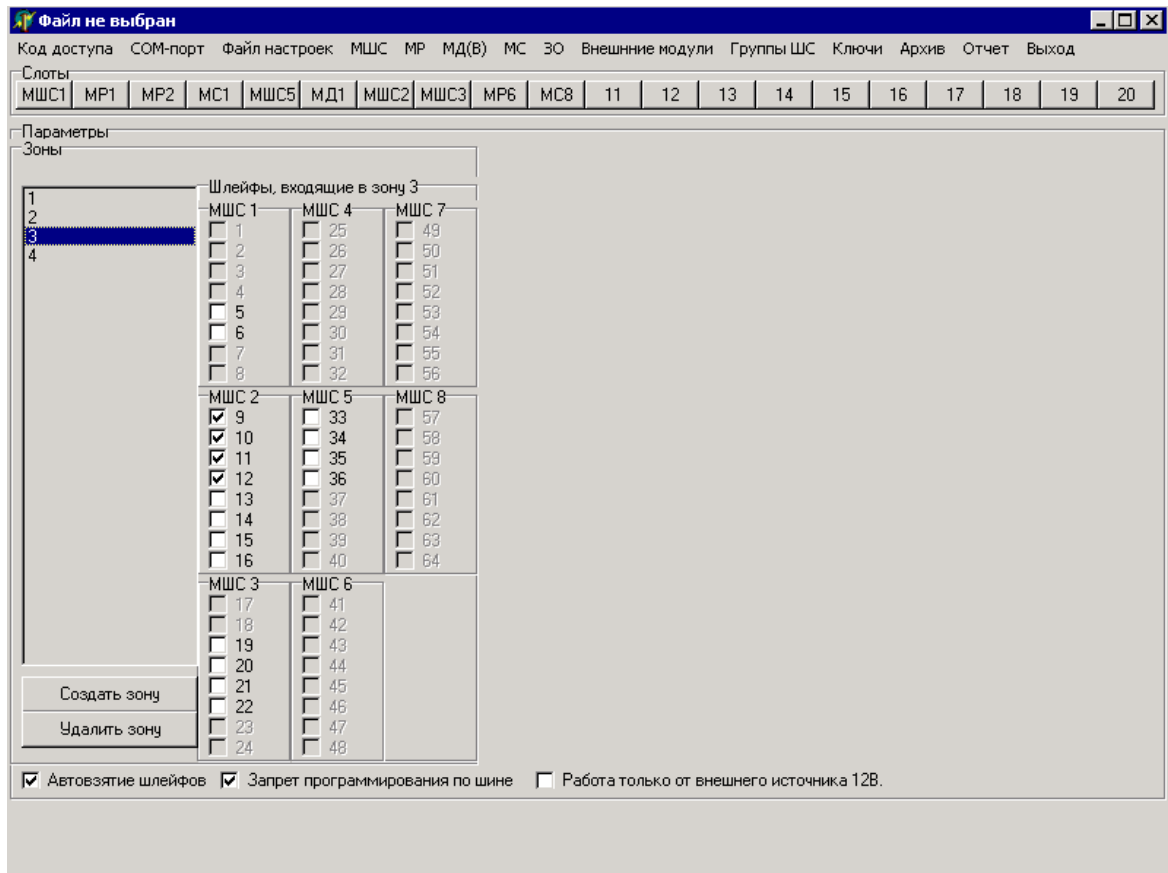 Файл не выбран
Код доступа COM-порт Файл настроек МШС МР МД(В) МС ЗО Внешнние модули Группы ШС Ключи Архив Отчет Выход
Слоты
МШС1 МР1 МР2 МС1 МШС5 МД1 МШС2 МШС3 МР6 МС8 11 12 13 14 15 16 17 18 19 20
Параметры
Зоны
Шлейфы, входящие в зону 3
1
2
3
4
МШС 1 МШС 4 МШС 7
1 25 49
2 26 50
3 27 51
4 28 52
5 29 53
6 30 54
7 31 55
8 32 56
МШС 2 МШС 5 МШС 8
9 33 57
10 34 58
11 35 59
12 36 60
13 37 61
14 38 62
15 39 63
16 40 64
МШС 3 МШС 6
17 41
18 42
19 43
20 44
21 45
22 46
23 47
24 48
Создать зону
Удалить зону
Автовзятие шлейфов Запрет программирования по шине Работа только от внешнего источника 12В.